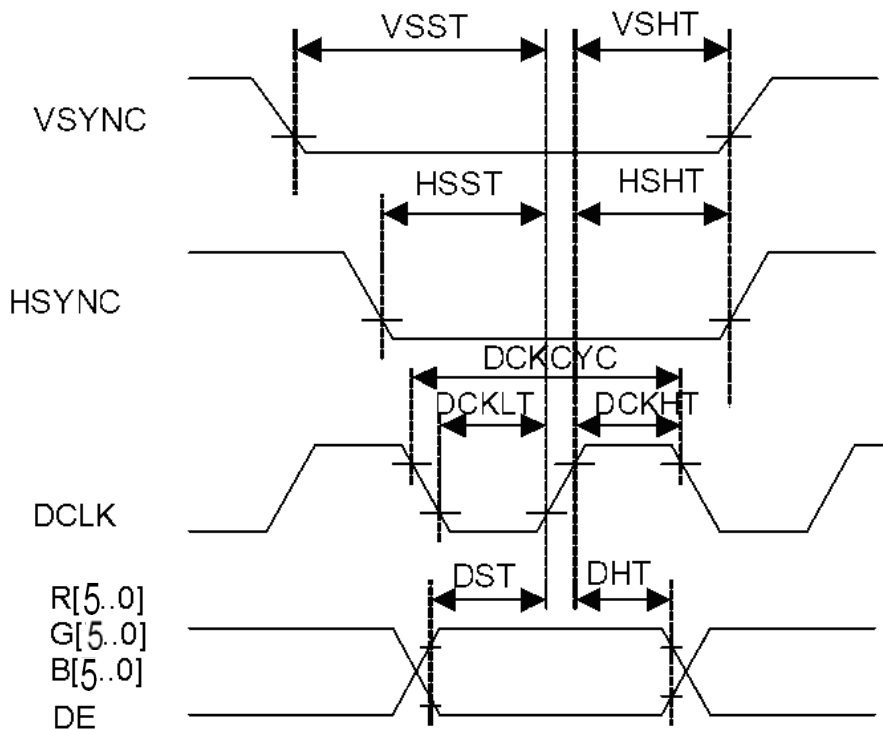 VSST VSHT
VSYNC
HSST HSHT
HSYNC
DCKCYC
DCKLT DCKHT
DCLK
DST DHT
R[5..0]
G[5..0]
B[5..0]
DE